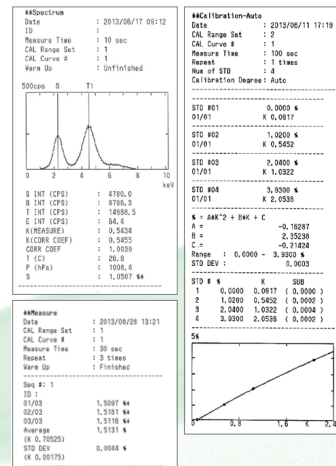 **Spectrum
Date : 2013/06/17 09:12
ID :
Measure Time : 10 sec
CAL Range Set : 1
CAL Curve # : 1
Warm Up : Unfinished
500cps S Ti
0 2 4 6 8 10
keV
S INT (CPS) : 4780.0
B INT (CPS) : 8766.3
T INT (CPS) : 14988.5
E INT (CPS) : 64.4
K(MEASURE) : 0.5434
K(CORR COEF) : 0.5455
CORR COEF : 1.0039
T (C) : 26.6
P (hPa) : 1008.4
S : 1.0507 %*
**Measure
Date : 2013/06/28 13:21
CAL Range Set : 1
CAL Curve # : 1
Measure Time : 30 sec
Repeat : 3 times
Warm Up : Finished
Seq #: 1
ID :
01/03 1.5097 %*
02/03 1.5181 %*
03/03 1.5116 %*
Average 1.5131 %
(K 0.70525)
STD DEV 0.0044 %
(K 0.00175)
**Calibration-Auto
Date : 2013/06/11 17:19
CAL Range Set : 2
CAL Curve # : 1
Measure Time : 100 sec
Repeat : 1 times
Num of STD : 4
Calibration Degree: Auto
STD #01 0.0000 %
01/01 K 0.0917
STD #02 1.0200 %
01/01 K 0.5452
STD #03 2.0400 %
01/01 K 1.0322
STD #04 3.9300 %
01/01 K 2.0536
% = A*K^2 + B*K + C
A = -0.16287
B = 2.35236
C = -0.21424
Range : 0.0000 - 3.9300 %
STD DEV : 0.0003
STD # % K SUB
1 0.0000 0.0917 ( 0.0000 )
2 1.0200 0.5452 ( 0.0002 )
3 2.0400 1.0322 ( 0.0004 )
4 3.9300 2.0536 ( 0.0002 )
5%
0 0.8 1.6 2.4
K